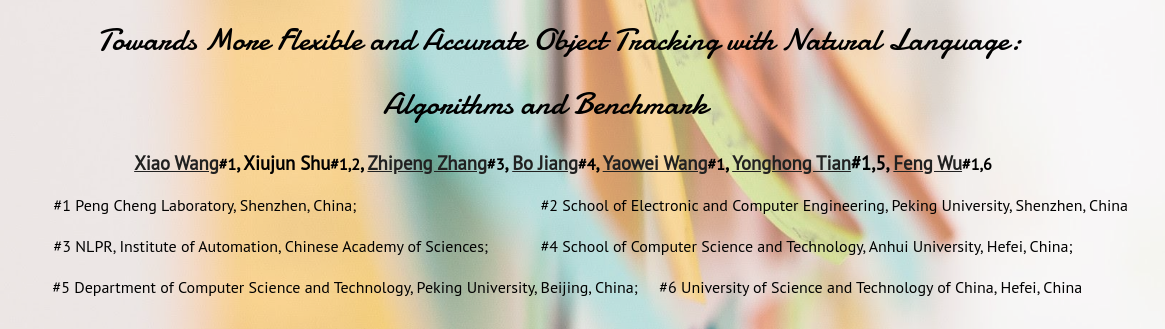 Towards More Flexible and Accurate Object Tracking with Natural Language:
Algorithms and Benchmark
Xiao Wang#1, Xiujun Shu#1,2, Zhipeng Zhang#3, Bo Jiang#4, Yaowei Wang#1, Yonghong Tian#1,5, Feng Wu#1,6
#1 Peng Cheng Laboratory, Shenzhen, China; #2 School of Electronic and Computer Engineering, Peking University, Shenzhen, China
#3 NLPR, Institute of Automation, Chinese Academy of Sciences; #4 School of Computer Science and Technology, Anhui University, Hefei, China;
#5 Department of Computer Science and Technology, Peking University, Beijing, China; #6 University of Science and Technology of China, Hefei, China